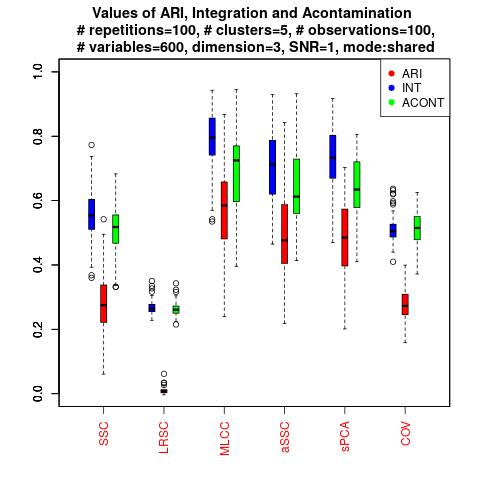 Values of ARI, Integration and Acontamination
# repetitions=100, # clusters=5, # observations=100,
# variables=600, dimension=3, SNR=1, mode:shared
ARI
INT
ACONT
1.0
0.8
0.6
0.4
0.2
0.0
SSC
LRSC
MLCC
aSSC
sPCA
COV